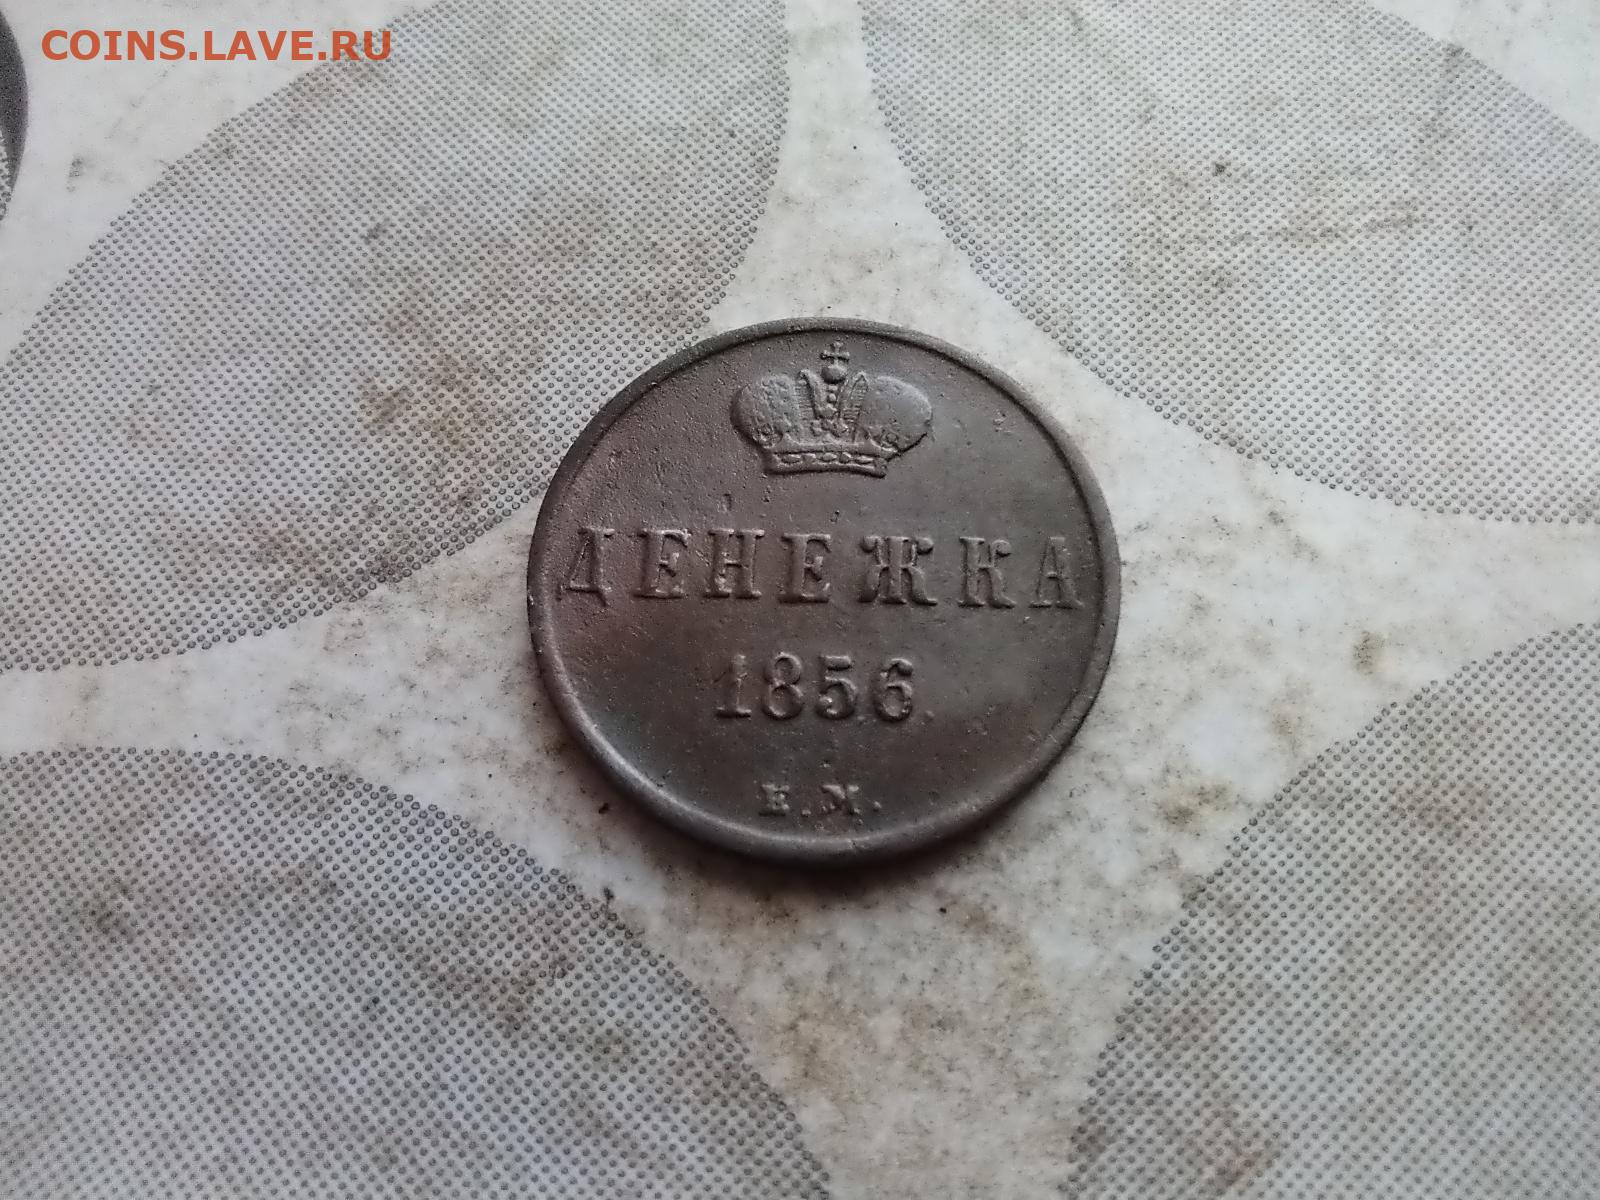 COINS.LAVE.RU
ДЕНЕЖКА
1856
Е.М.